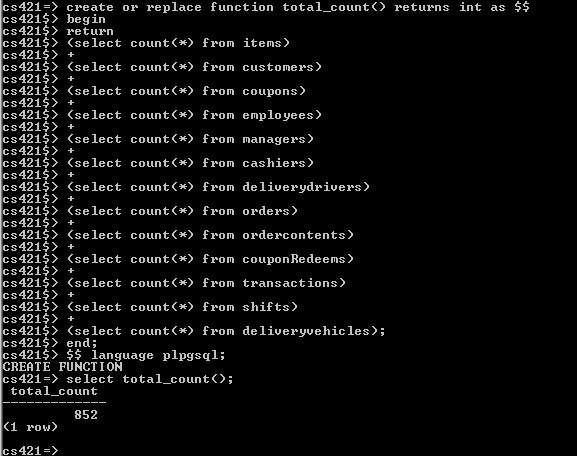 cs421=> create or replace function total_count() returns int as $$
cs421$> begin
cs421$> return
cs421$> (select count(*) from items)
cs421$> +
cs421$> (select count(*) from customers)
cs421$> +
cs421$> (select count(*) from coupons)
cs421$> +
cs421$> (select count(*) from employees)
cs421$> +
cs421$> (select count(*) from managers)
cs421$> +
cs421$> (select count(*) from cashiers)
cs421$> +
cs421$> (select count(*) from deliverydrivers)
cs421$> +
cs421$> (select count(*) from orders)
cs421$> +
cs421$> (select count(*) from ordercontents)
cs421$> +
cs421$> (select count(*) from couponRedeems)
cs421$> +
cs421$> (select count(*) from transactions)
cs421$> +
cs421$> (select count(*) from shifts)
cs421$> +
cs421$> (select count(*) from deliveryvehicles);
cs421$> end;
cs421$> $$ language plpgsql;
CREATE FUNCTION
cs421=> select total_count();
 total_count
-------------
         852
(1 row)

cs421=>